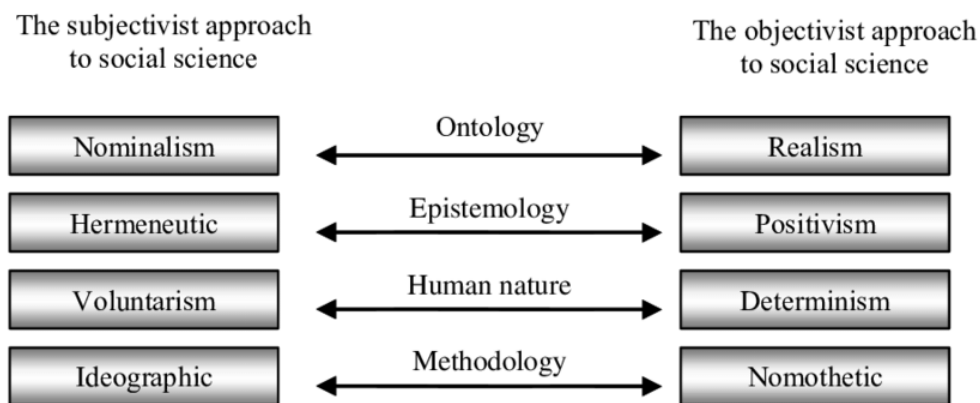 The subjectivist approach
to social science
The objectivist approach
to social science
Nominalism
Ontology
Realism
Hermeneutic
Epistemology
Positivism
Voluntarism
Human nature
Determinism
Ideographic
Methodology
Nomothetic